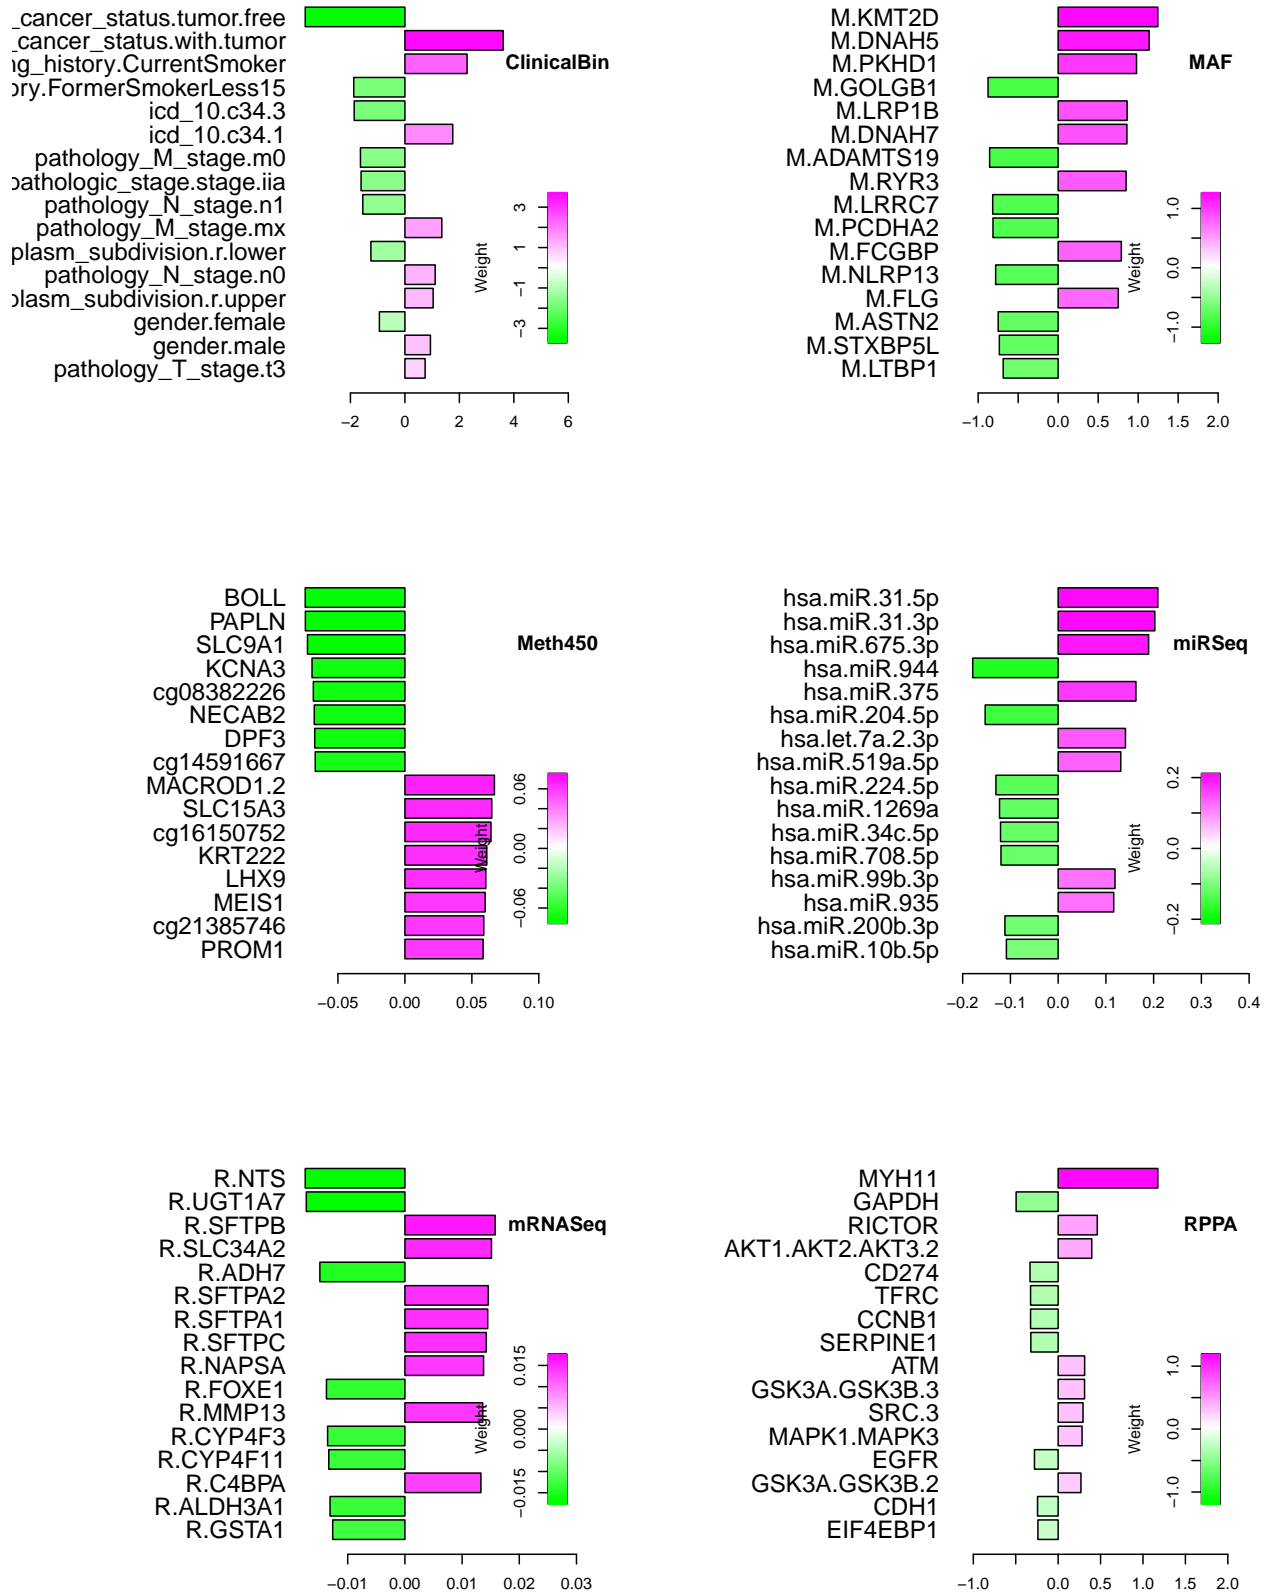 _cancer_status.tumor.free
_cancer_status.with.tumor
ng_history.CurrentSmoker
ory.FormerSmokerLess15
icd_10.c34.3
icd_10.c34.1
pathology_M_stage.m0
pathologic_stage.stage.iia
pathology_N_stage.n1
pathology_M_stage.mx
plasm_subdivision.r.lower
pathology_N_stage.n0
plasm_subdivision.r.upper
gender.female
gender.male
pathology_T_stage.t3
ClinicalBin
Weight
3
1
−1
−3
−2 0 2 4 6
M.KMT2D
M.DNAH5
M.PKHD1
M.GOLGB1
M.LRP1B
M.DNAH7
M.ADAMTS19
M.RYR3
M.LRRC7
M.PCDHA2
M.FCGBP
M.NLRP13
M.FLG
M.ASTN2
M.STXBP5L
M.LTBP1
MAF
Weight
1.0
0.0
−1.0
−1.0 0.0 0.5 1.0 1.5 2.0
BOLL
PAPLN
SLC9A1
KCNA3
cg08382226
NECAB2
DPF3
cg14591667
MACROD1.2
SLC15A3
cg16150752
KRT222
LHX9
MEIS1
cg21385746
PROM1
Meth450
Weight
0.06
0.00
−0.06
−0.05 0.00 0.05 0.10
hsa.miR.31.5p
hsa.miR.31.3p
hsa.miR.675.3p
hsa.miR.944
hsa.miR.375
hsa.miR.204.5p
hsa.let.7a.2.3p
hsa.miR.519a.5p
hsa.miR.224.5p
hsa.miR.1269a
hsa.miR.34c.5p
hsa.miR.708.5p
hsa.miR.99b.3p
hsa.miR.935
hsa.miR.200b.3p
hsa.miR.10b.5p
miRSeq
Weight
0.2
0.0
−0.2
−0.2 −0.1 0.0 0.1 0.2 0.3 0.4
R.NTS
R.UGT1A7
R.SFTPB
R.SLC34A2
R.ADH7
R.SFTPA2
R.SFTPA1
R.SFTPC
R.NAPSA
R.FOXE1
R.MMP13
R.CYP4F3
R.CYP4F11
R.C4BPA
R.ALDH3A1
R.GSTA1
mRNASeq
Weight
0.015
0.000
−0.015
−0.01 0.00 0.01 0.02 0.03
MYH11
GAPDH
RICTOR
AKT1.AKT2.AKT3.2
CD274
TFRC
CCNB1
SERPINE1
ATM
GSK3A.GSK3B.3
SRC.3
MAPK1.MAPK3
EGFR
GSK3A.GSK3B.2
CDH1
EIF4EBP1
RPPA
Weight
1.0
0.0
−1.0
−1.0 0.0 0.5 1.0 1.5 2.0